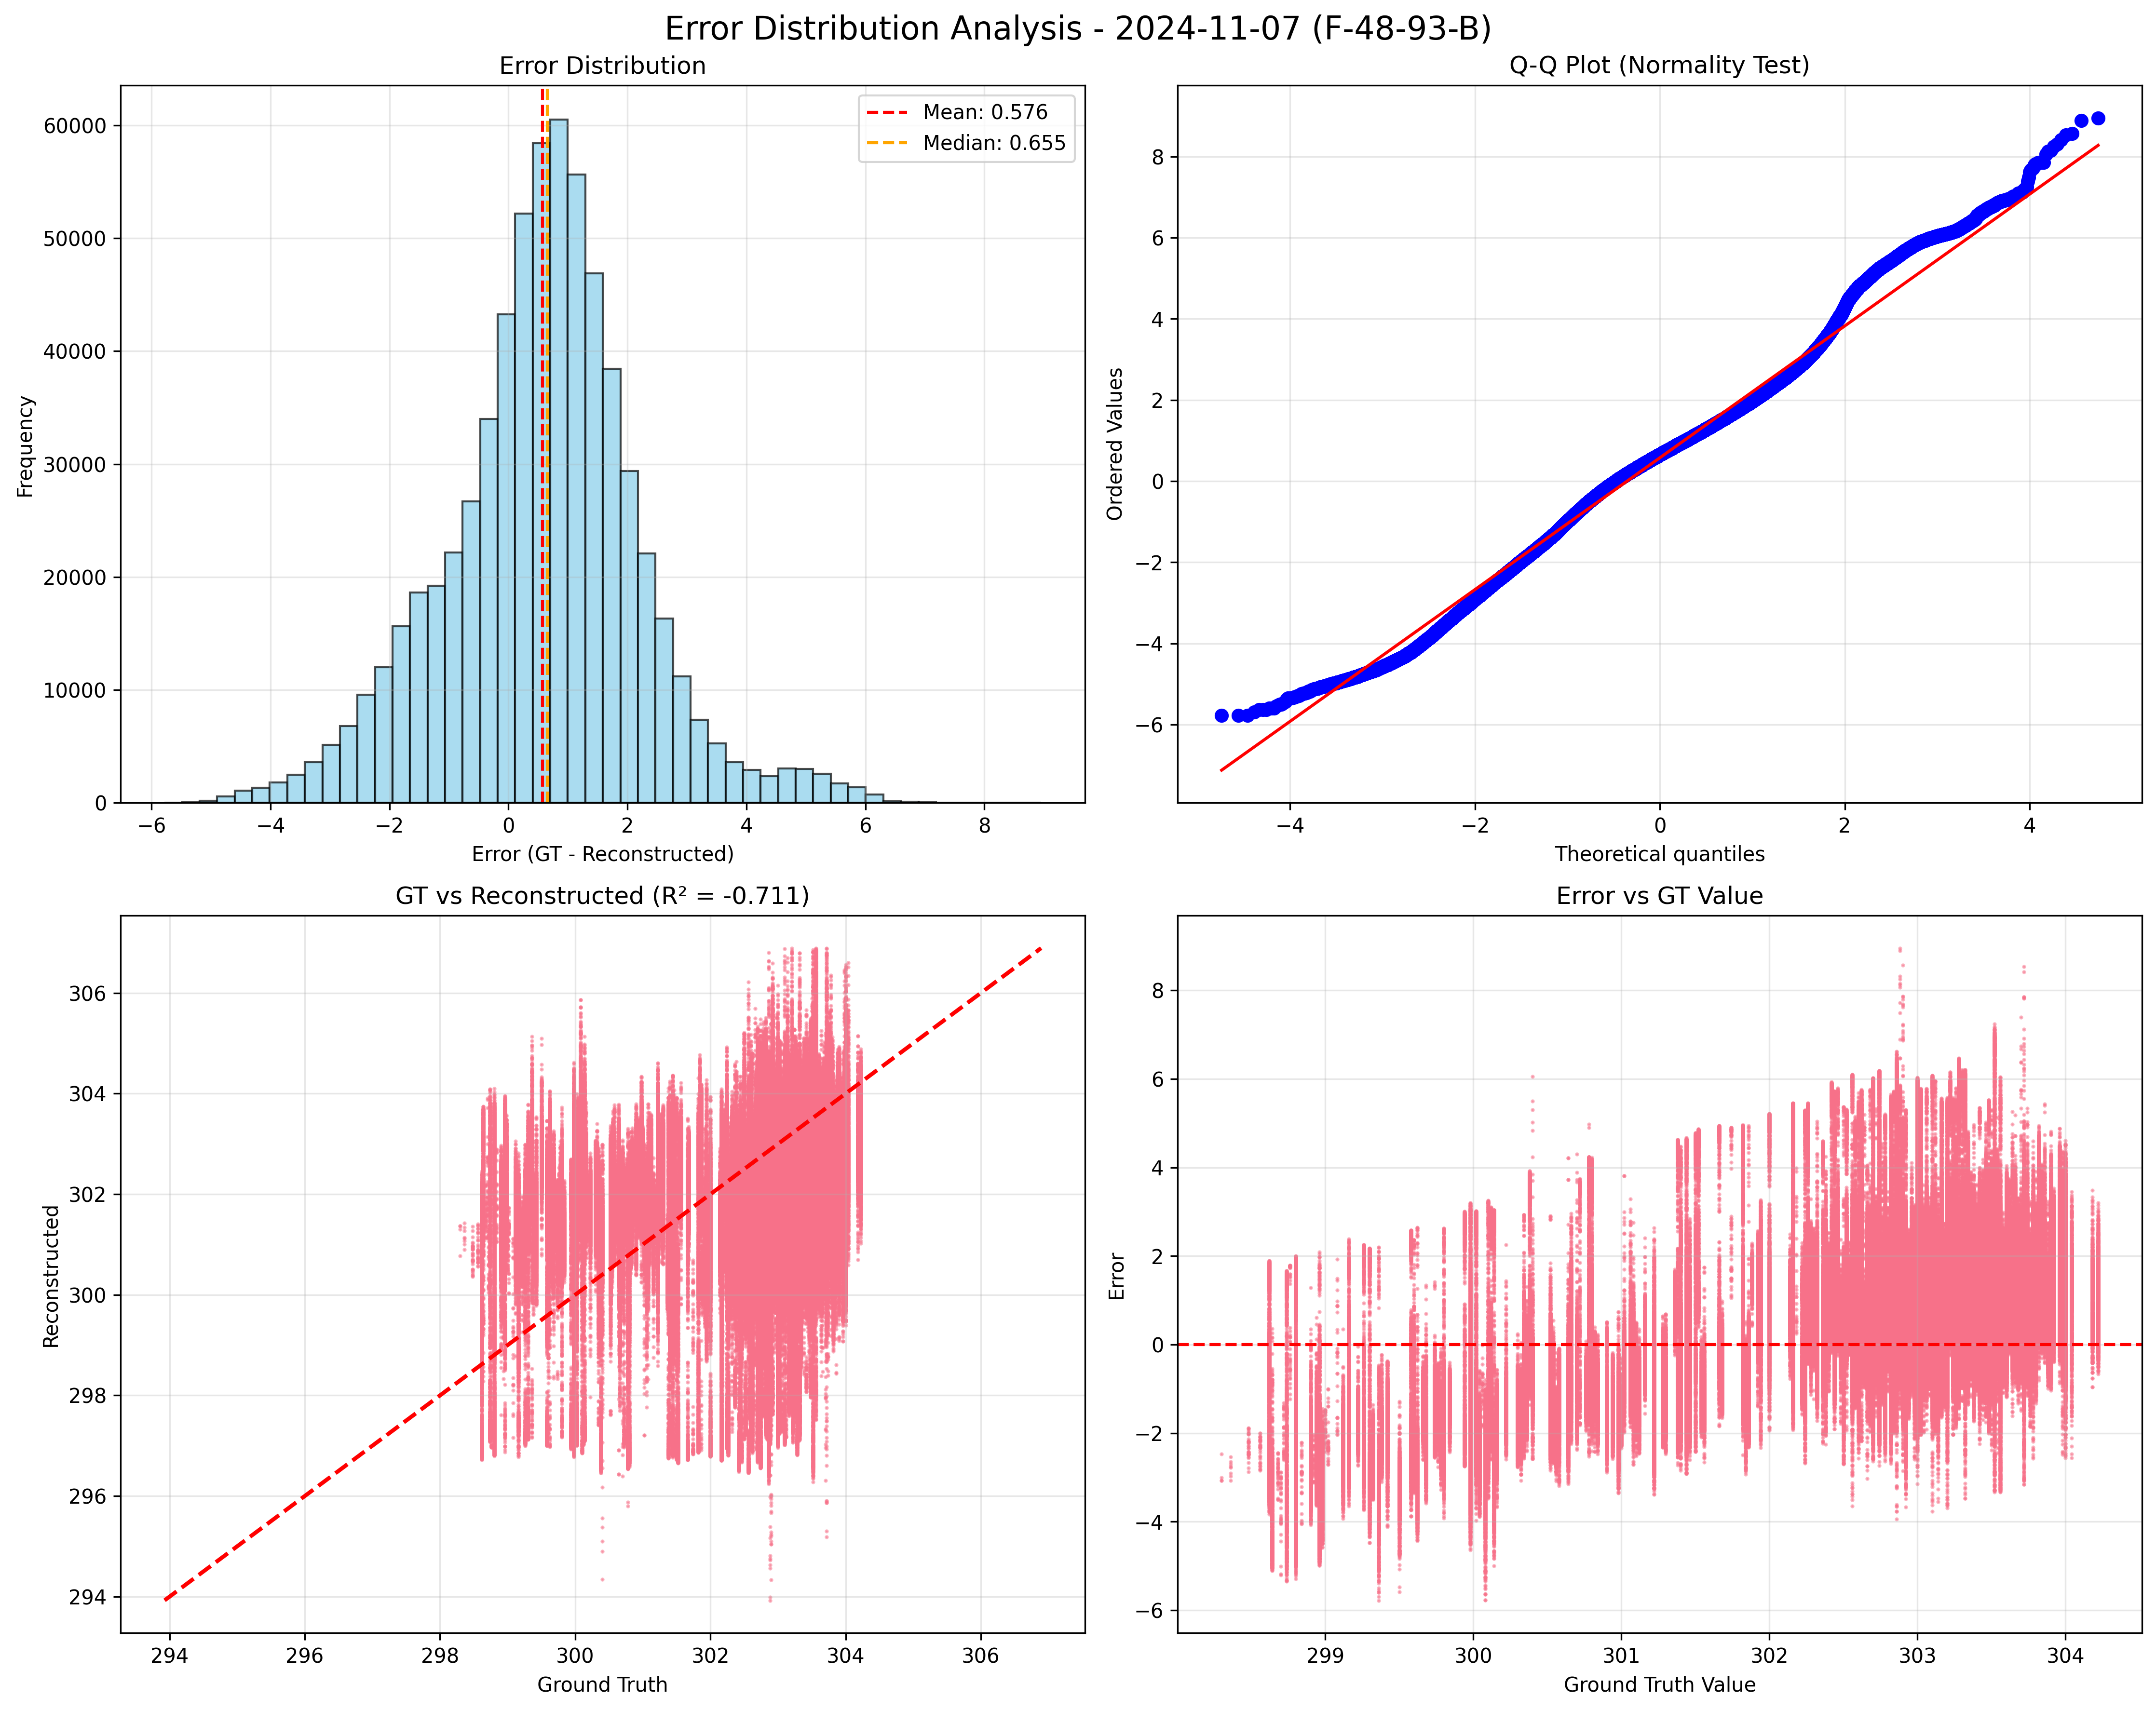 Error Distribution Analysis - 2024-11-07 (F-48-93-B)
Error Distribution
Mean: 0.576
Median: 0.655
60000
50000
40000
30000
20000
10000
0
Frequency
−6 −4 −2 0 2 4 6 8
Error (GT - Reconstructed)
Q-Q Plot (Normality Test)
8
6
4
2
0
−2
−4
−6
Ordered Values
−4 −2 0 2 4
Theoretical quantiles
GT vs Reconstructed (R² = -0.711)
306
304
302
300
298
296
294
Reconstructed
294 296 298 300 302 304 306
Ground Truth
Error vs GT Value
8
6
4
2
0
−2
−4
−6
Error
299 300 301 302 303 304
Ground Truth Value